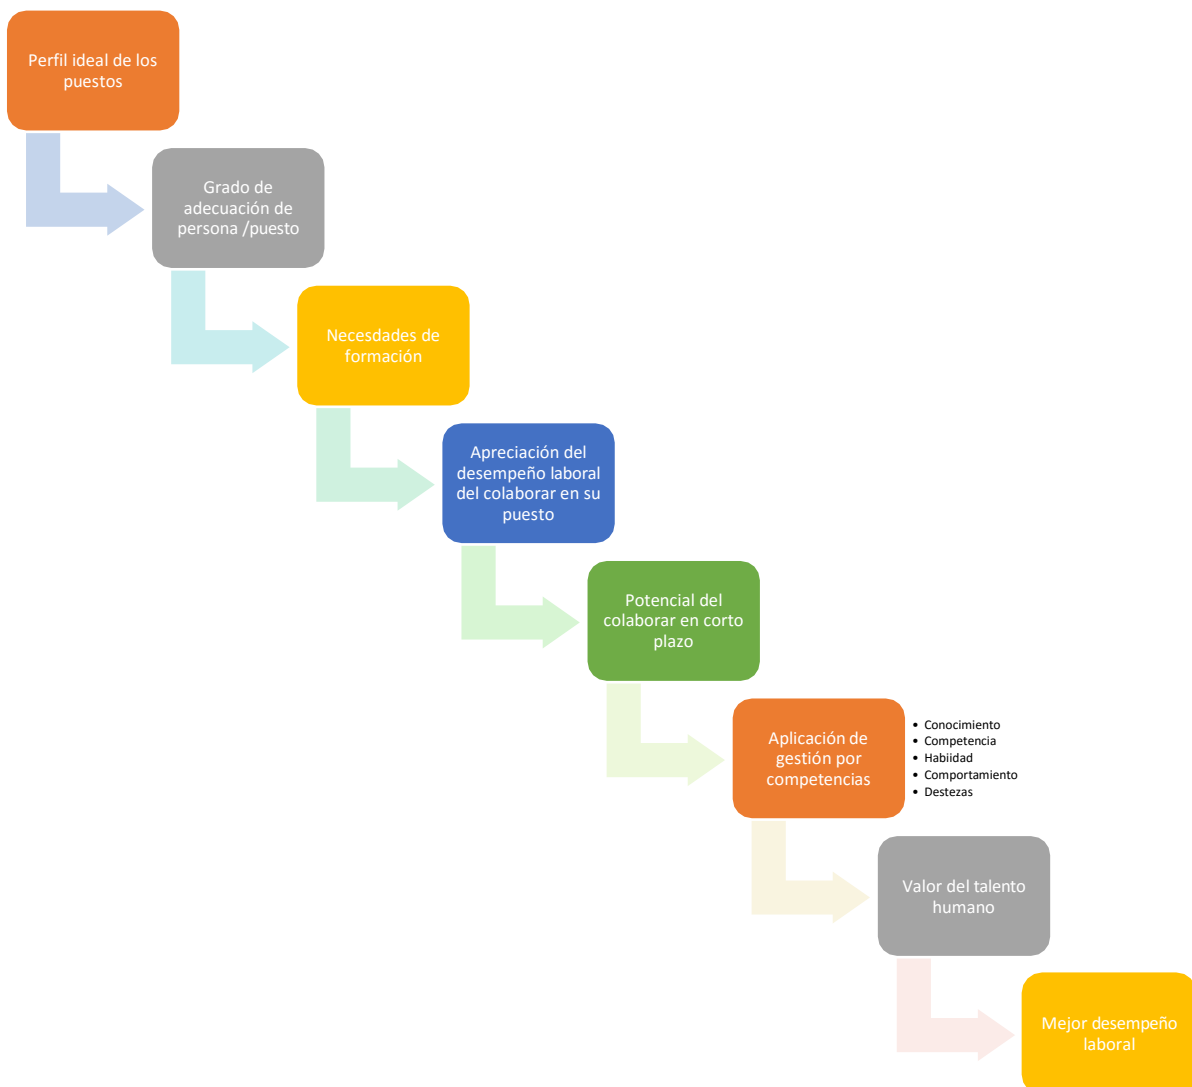 Perfil ideal de los
puestos
Grado de
adecuación de
persona /puesto
Necesdades de
formación
Apreciación del
desempeño laboral
del colaborar en su
puesto
Potencial del
colaborar en corto
plazo
Aplicación de
gestión por
competencias
• Conocimiento
• Competencia
• Habiidad
• Comportamiento
• Destezas
Valor del talento
humano
Mejor desempeño
laboral